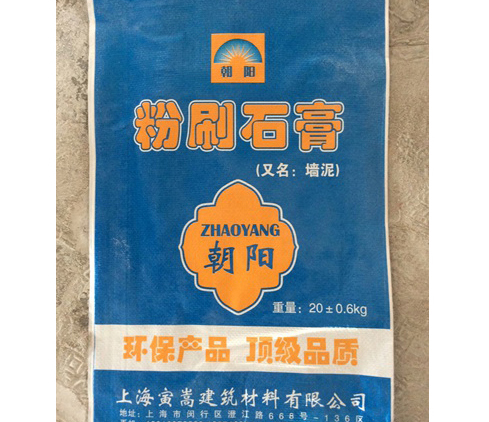 朝阳
粉刷石膏
(又名：墙泥)
ZHAOYANG
朝阳
重量：20±0.6kg
环保产品 顶级品质
上海寅嵩建筑材料有限公司
地址：上海市闵行区澄江路668号-136区